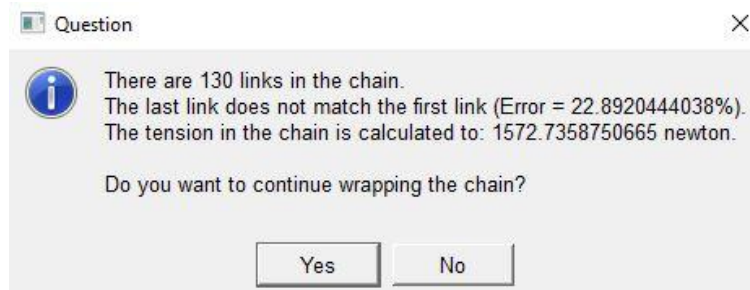 Question
There are 130 links in the chain.
The last link does not match the first link (Error = 22.8920444038%).
The tension in the chain is calculated to: 1572.7358750665 newton.
Do you want to continue wrapping the chain?
Yes No